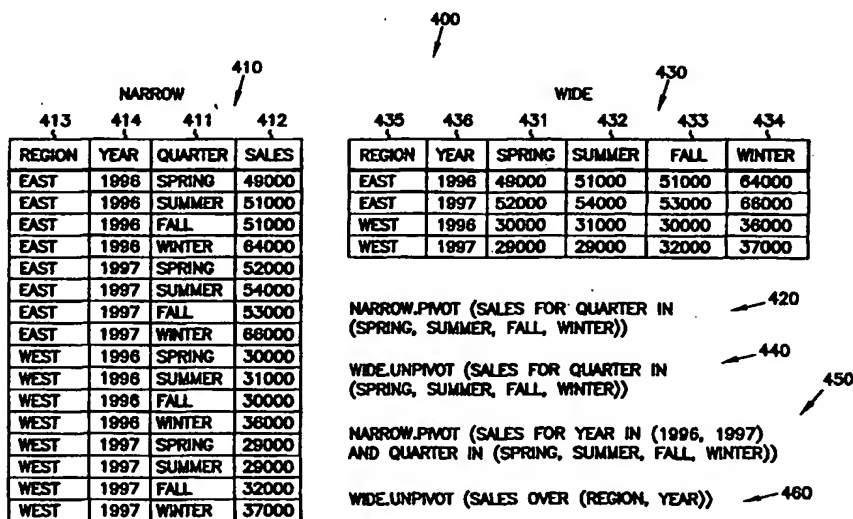 400
410
NARROW
413 414 411 412
REGION YEAR QUARTER SALES
EAST 1996 SPRING 49000
EAST 1996 SUMMER 51000
EAST 1996 FALL 51000
EAST 1996 WINTER 64000
EAST 1997 SPRING 52000
EAST 1997 SUMMER 54000
EAST 1997 FALL 53000
EAST 1997 WINTER 66000
WEST 1996 SPRING 30000
WEST 1996 SUMMER 31000
WEST 1996 FALL 30000
WEST 1996 WINTER 36000
WEST 1997 SPRING 29000
WEST 1997 SUMMER 29000
WEST 1997 FALL 32000
WEST 1997 WINTER 37000
430
WIDE
435 436 431 432 433 434
REGION YEAR SPRING SUMMER FALL WINTER
EAST 1996 49000 51000 51000 64000
EAST 1997 52000 54000 53000 66000
WEST 1996 30000 31000 30000 36000
WEST 1997 29000 29000 32000 37000
NARROW.PIVOT (SALES FOR QUARTER IN 420
(SPRING, SUMMER, FALL, WINTER))
WIDE.UNPIVOT (SALES FOR QUARTER IN 440
(SPRING, SUMMER, FALL, WINTER))
450
NARROW.PIVOT (SALES FOR YEAR IN (1996, 1997)
AND QUARTER IN (SPRING, SUMMER, FALL, WINTER))
WIDE.UNPIVOT (SALES OVER (REGION, YEAR)) 460